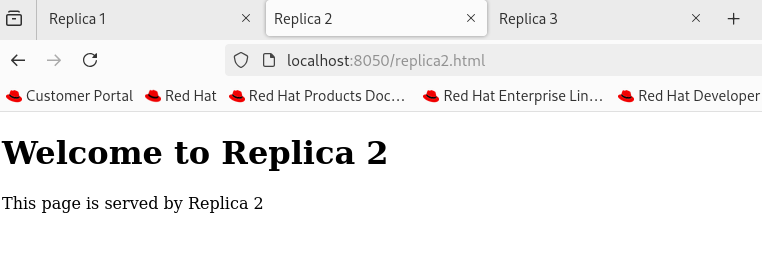 Replica 1 × Replica 2 × Replica 3 × +
localhost:8050/replica2.html
Customer Portal Red Hat Red Hat Products Doc… Red Hat Enterprise Lin… Red Hat Developer
Welcome to Replica 2
This page is served by Replica 2